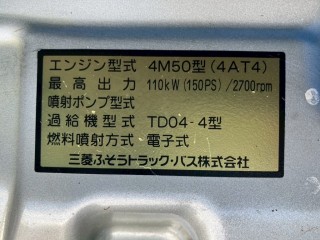 エンジン型式 4M50型(4AT4)
最高出力 110kW(150PS)/2700rpm
噴射ポンプ型式
過給機型式 TD04-4型
燃料噴射方式 電子式
三菱ふそうトラック・バス株式会社